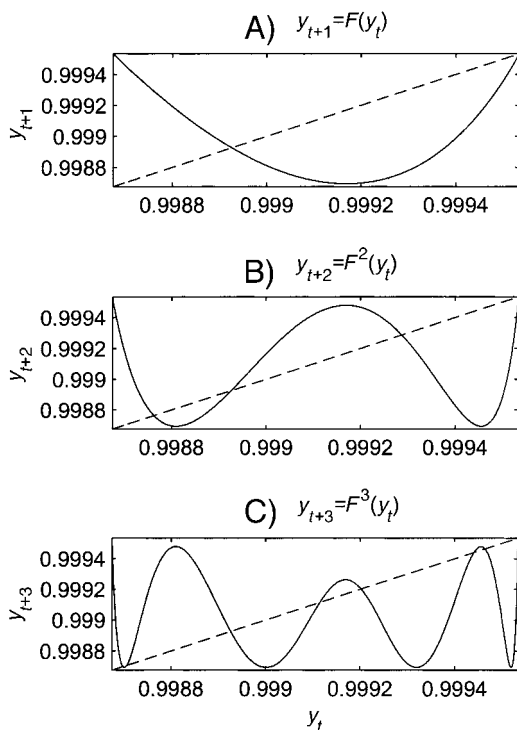 A) y_{t+1}=F(y_t)
y_{t+1}
0.9994
0.9992
0.999
0.9988
0.9988 0.999 0.9992 0.9994
B) y_{t+2}=F^2(y_t)
y_{t+2}
0.9994
0.9992
0.999
0.9988
0.9988 0.999 0.9992 0.9994
C) y_{t+3}=F^3(y_t)
y_{t+3}
0.9994
0.9992
0.999
0.9988
0.9988 0.999 0.9992 0.9994
y_t